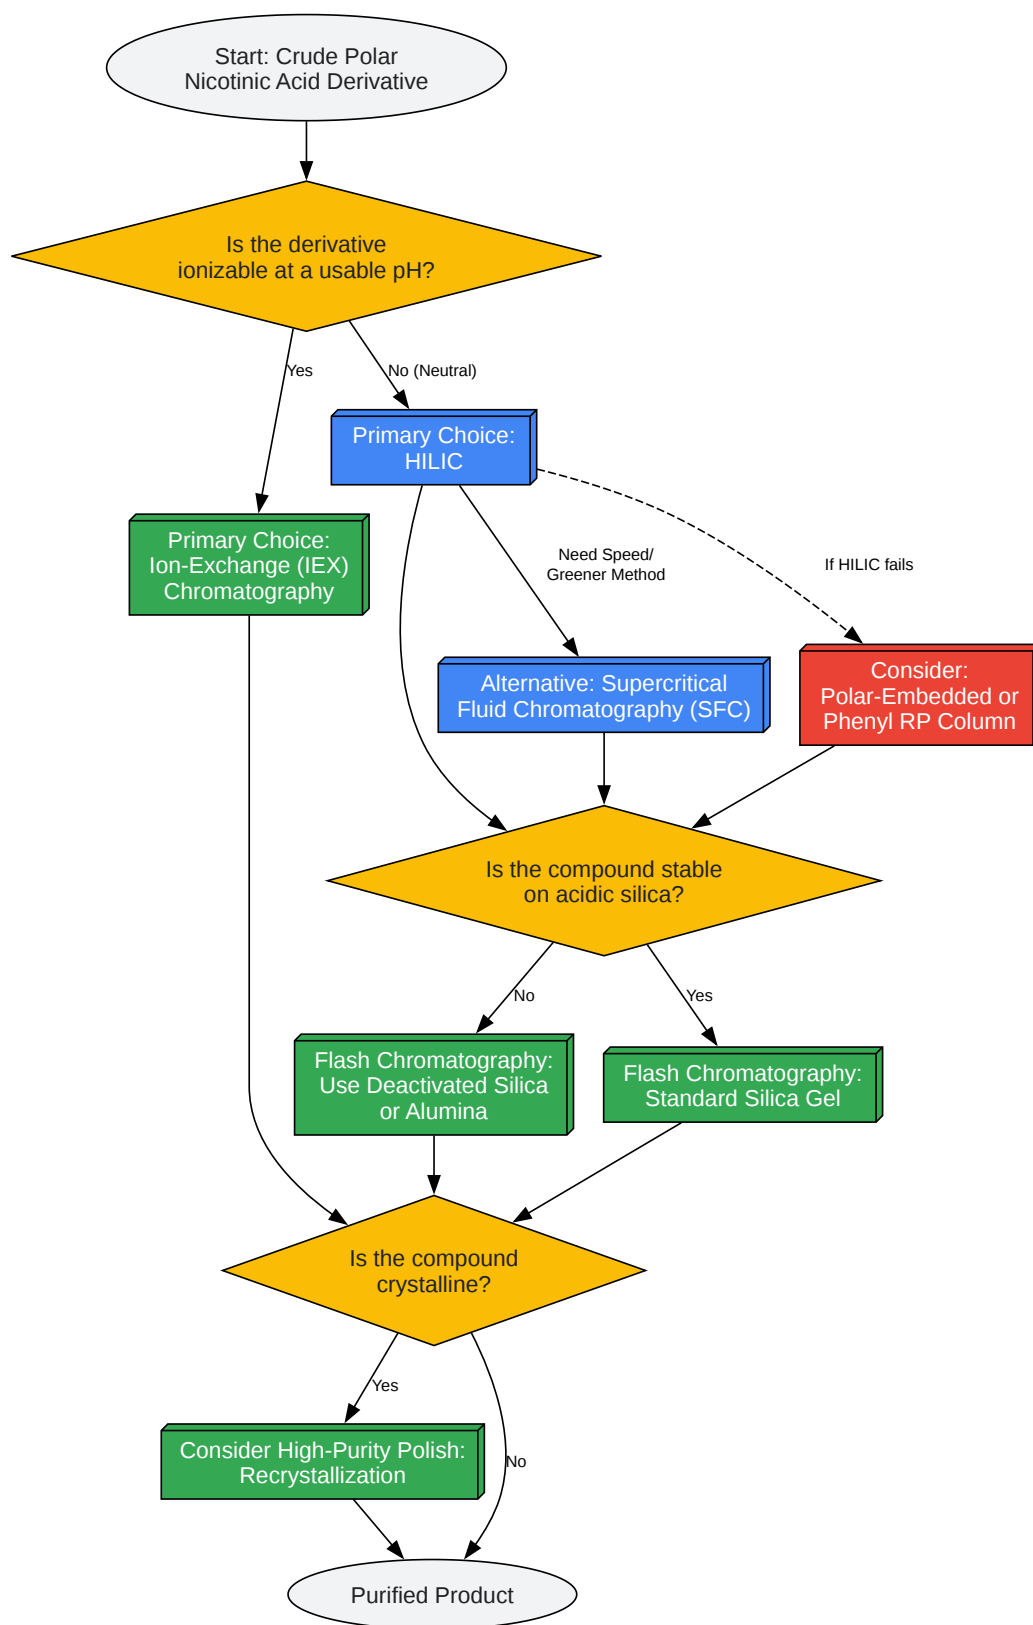 Start: Crude Polar
Nicotinic Acid Derivative
Is the derivative
ionizable at a usable pH?
Yes
No (Neutral)
Primary Choice:
HILIC
Primary Choice:
Ion-Exchange (IEX)
Chromatography
Need Speed/
Greener Method
If HILIC fails
Alternative: Supercritical
Fluid Chromatography (SFC)
Consider:
Polar-Embedded or
Phenyl RP Column
Is the compound stable
on acidic silica?
No
Yes
Flash Chromatography:
Use Deactivated Silica
or Alumina
Flash Chromatography:
Standard Silica Gel
Is the compound
crystalline?
Yes
No
Consider High-Purity Polish:
Recrystallization
Purified Product